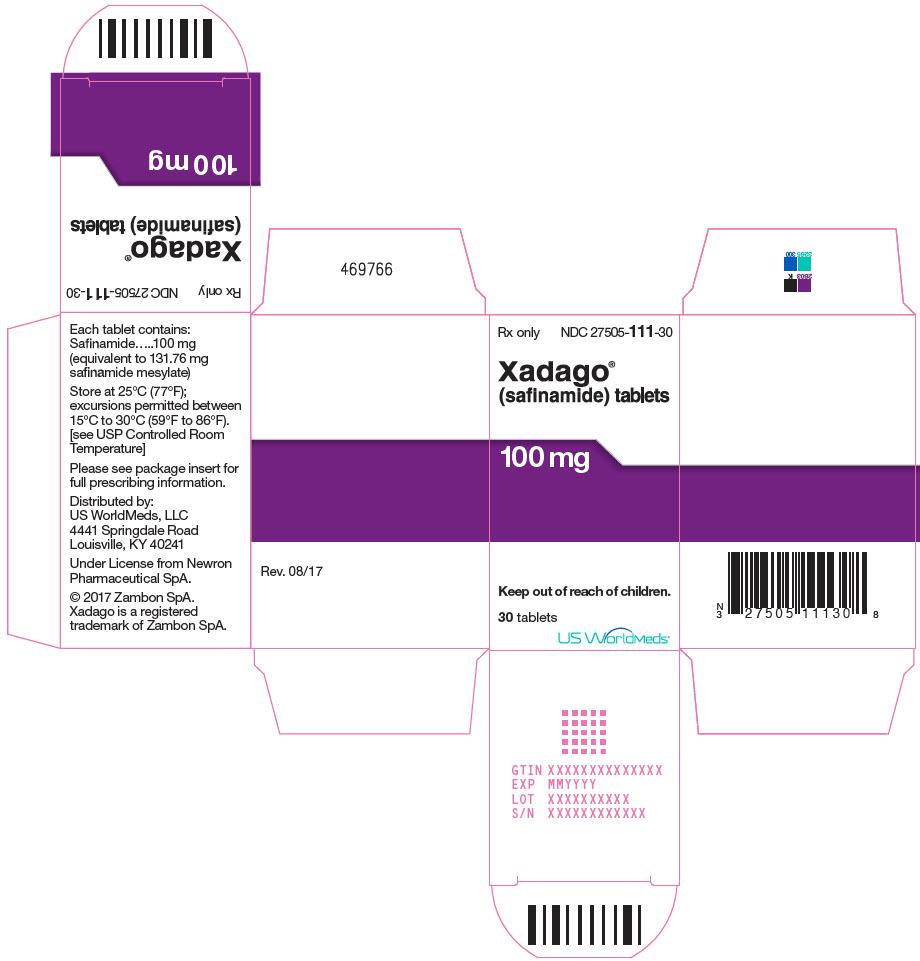 100 mg
Xadago®
(safinamide) tablets
Rx only NDC 27505-111-30
Each tablet contains:
Safinamide…..100 mg
(equivalent to 131.76 mg
safinamide mesylate)
Store at 25°C (77°F);
excursions permitted between
15°C to 30°C (59°F to 86°F).
[see USP Controlled Room
Temperature]
Please see package insert for
full prescribing information.
Distributed by:
US WorldMeds, LLC
4441 Springdale Road
Louisville, KY 40241
Under License from Newron
Pharmaceutical SpA.
© 2017 Zambon SpA.
Xadago is a registered
trademark of Zambon SpA.
469766
Rev. 08/17
Rx only NDC 27505-111-30
Xadago®
(safinamide) tablets
100 mg
Keep out of reach of children.
30 tablets
US WorldMeds®
GTIN XXXXXXXXXXXXXX
EXP MMYYYY
LOT XXXXXXXXXX
S/N XXXXXXXXXXXX
300
K 2603
N
3 27505 11130 8